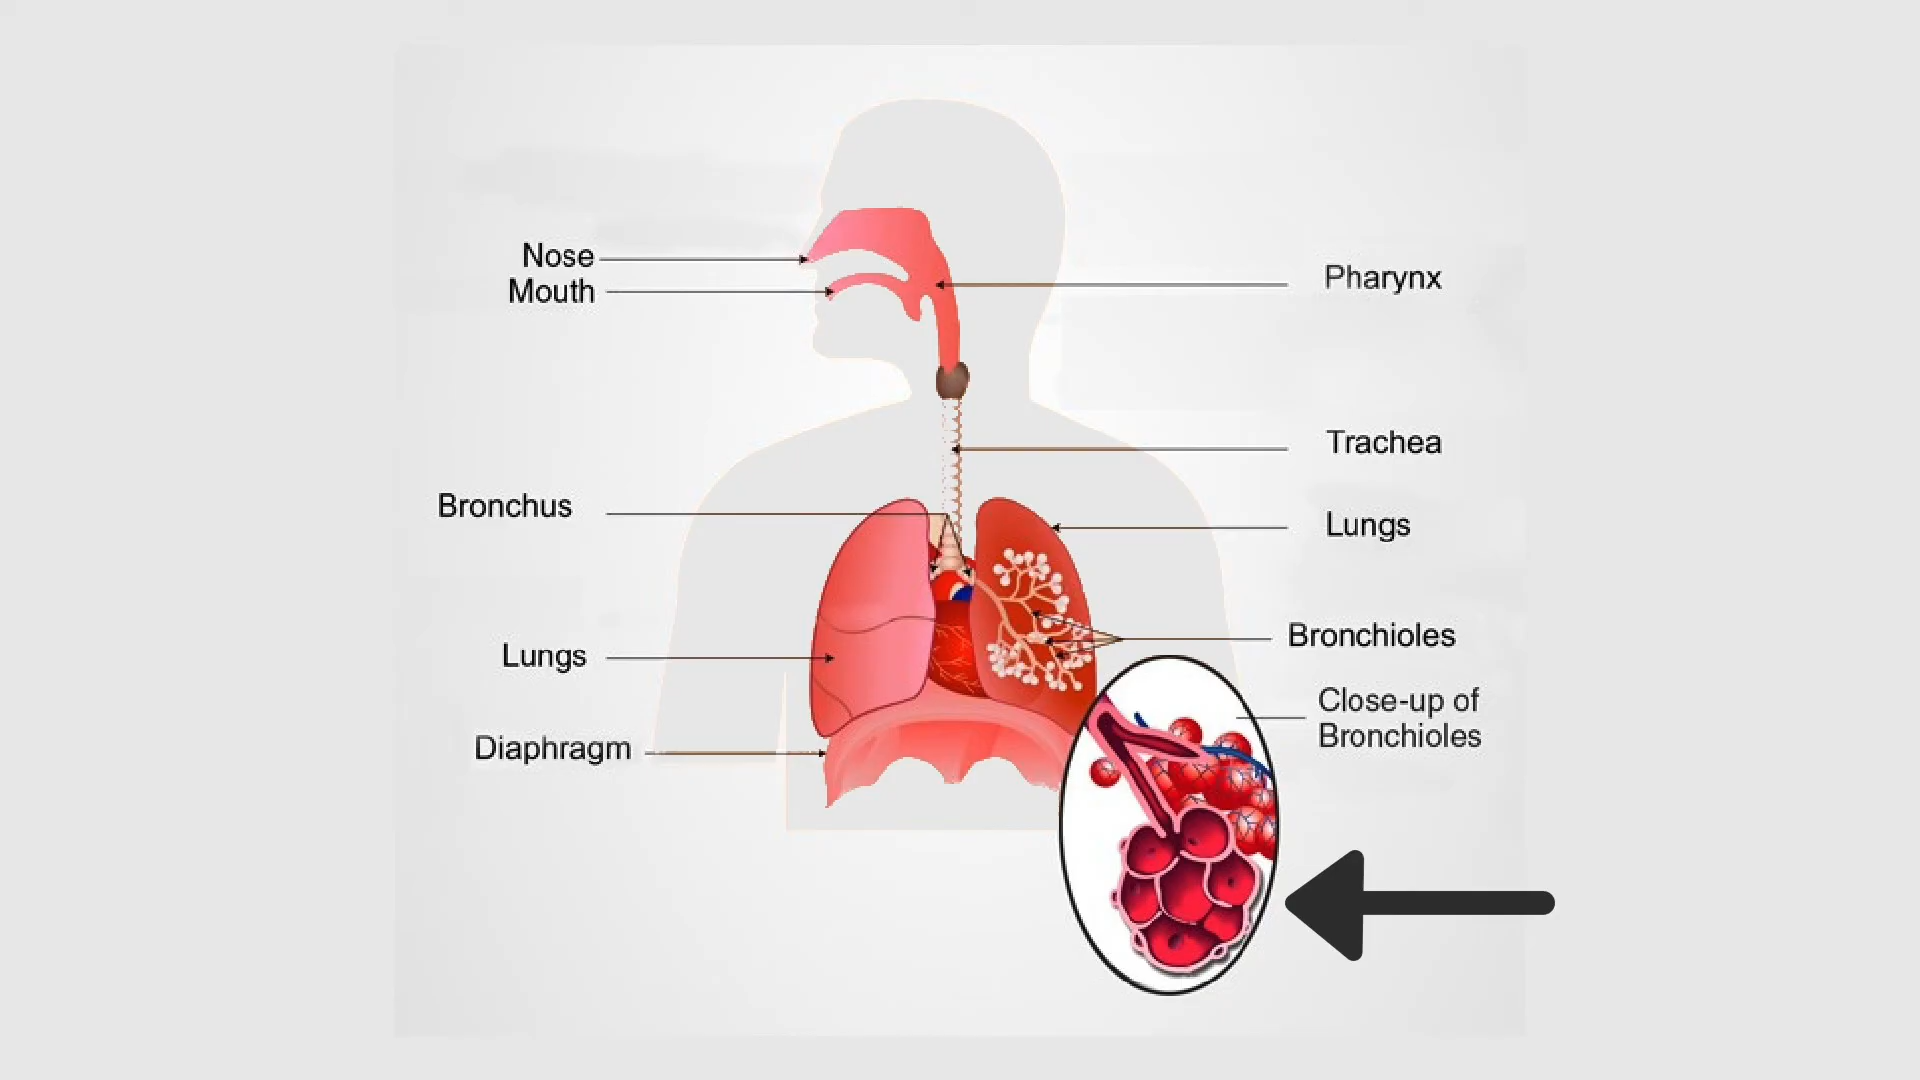 Nose
Mouth
Pharynx
Trachea
Bronchus
Lungs
Bronchioles
Lungs
Close-up of
Bronchioles
Diaphragm